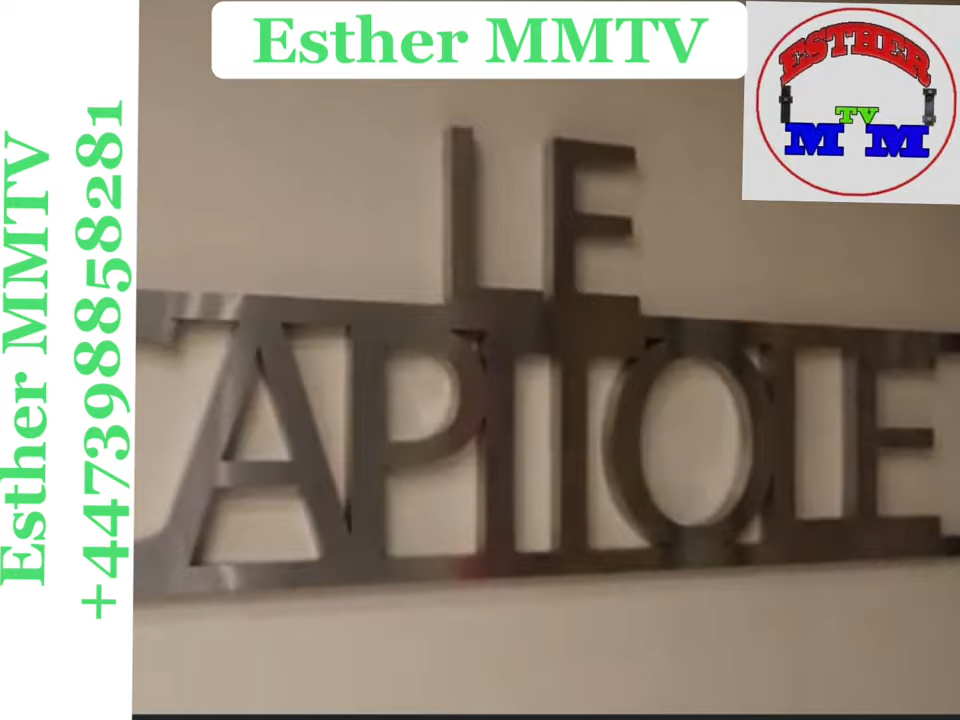 Esther MMTV
ESTHER
TV
M M
Esther MMTV
+447398858281
LE
APITOLE